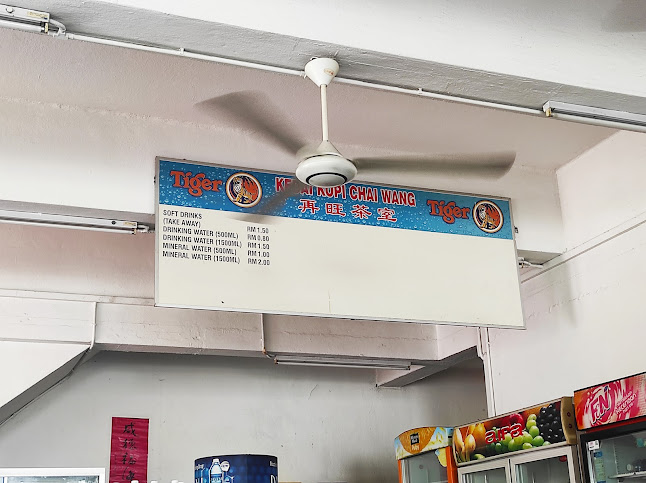 Tiger KEDAI KOPI CHAI WANG Tiger
再旺茶室
SOFT DRINKS
(TAKE AWAY) RM 1.50
DRINKING WATER (500ML) RM 0.80
DRINKING WATER (1500ML) RM 1.50
MINERAL WATER (500ML) RM 1.00
MINERAL WATER (1500ML) RM 2.00
F&N